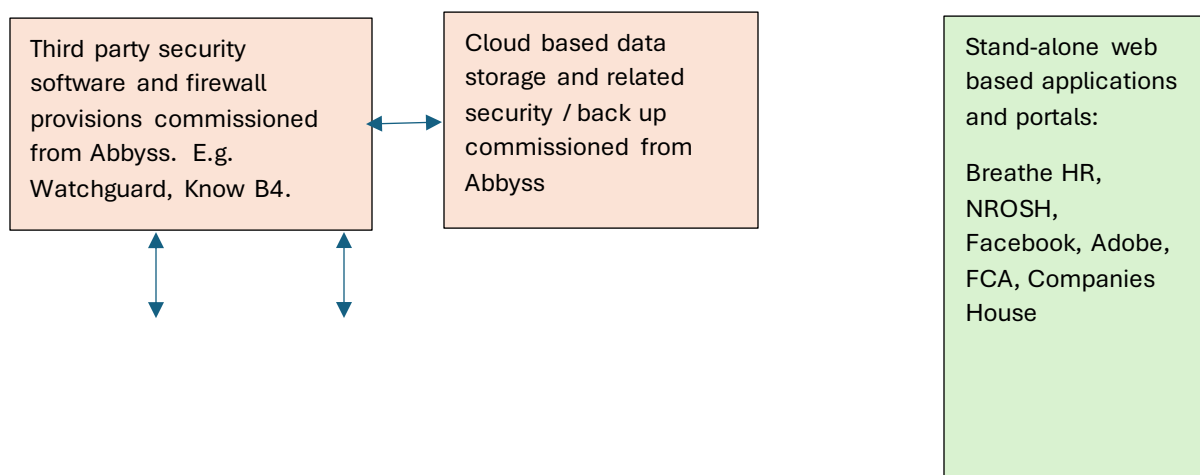 Third party security
software and firewall
provisions commissioned
from Abbyss. E.g.
Watchguard, Know B4.
Cloud based data
storage and related
security / back up
commissioned from
Abbyss
Stand-alone web
based applications
and portals:
Breathe HR,
NROSH,
Facebook, Adobe,
FCA, Companies
House